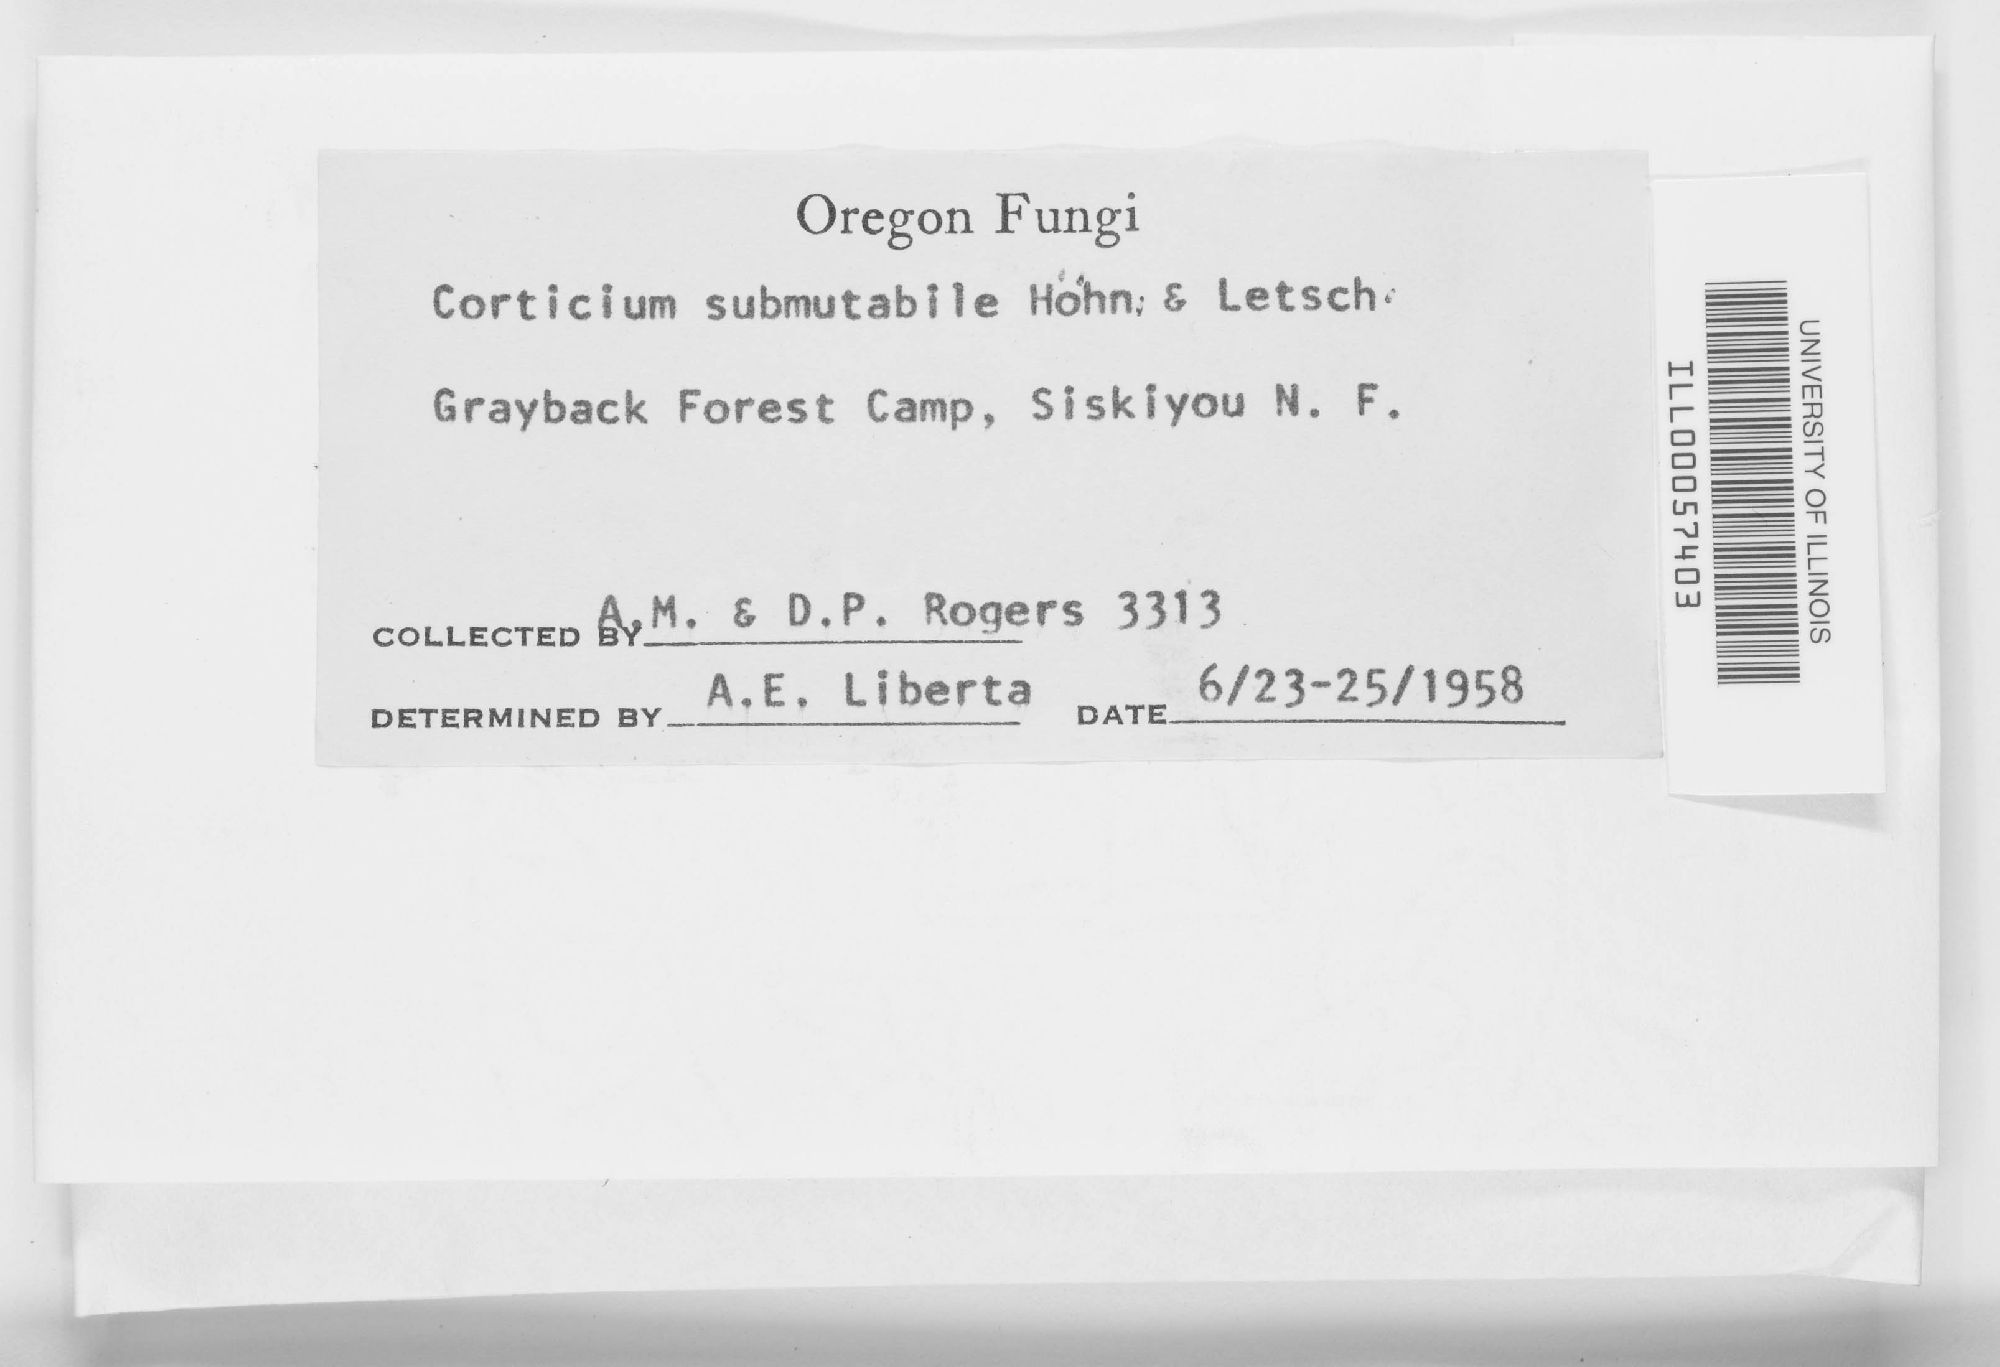 Oregon Fungi
Corticium submutabile Höhn. & Letsch.
Grayback Forest Camp, Siskiyou N. F.
COLLECTED BY A.M. & D.P. Rogers 3313
DETERMINED BY A.E. Liberta DATE 6/23-25/1958
UNIVERSITY OF ILLINOIS
ILL00057403